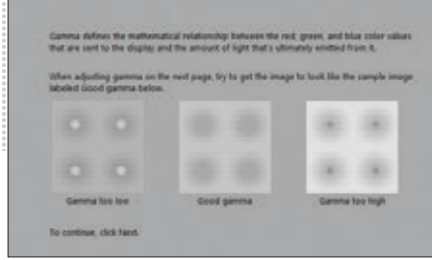 Gamma defines the mathematical relationship between the red, green, and blue color values
that are sent to the display and the amount of light that's ultimately emitted from it.
When adjusting gamma on the next page, try to get the image to look like the sample image
labeled Good gamma below.
Gamma too low
Good gamma
Gamma too high
To continue, click Next.